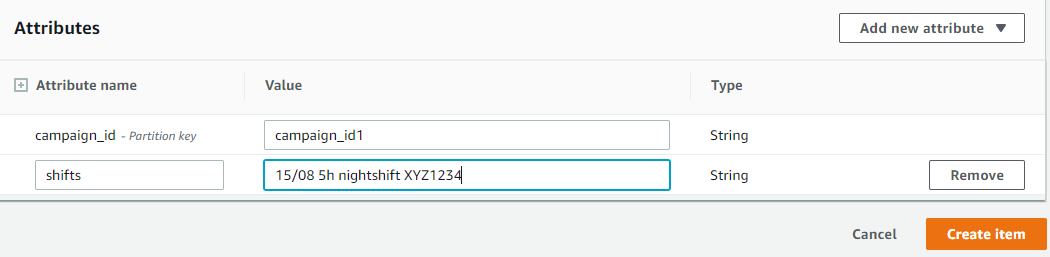 Attributes
Add new attribute
Attribute name Value Type
campaign_id - Partition key campaign_id1 String
shifts 15/08 5h nightshift XYZ1234 String Remove
Cancel Create item